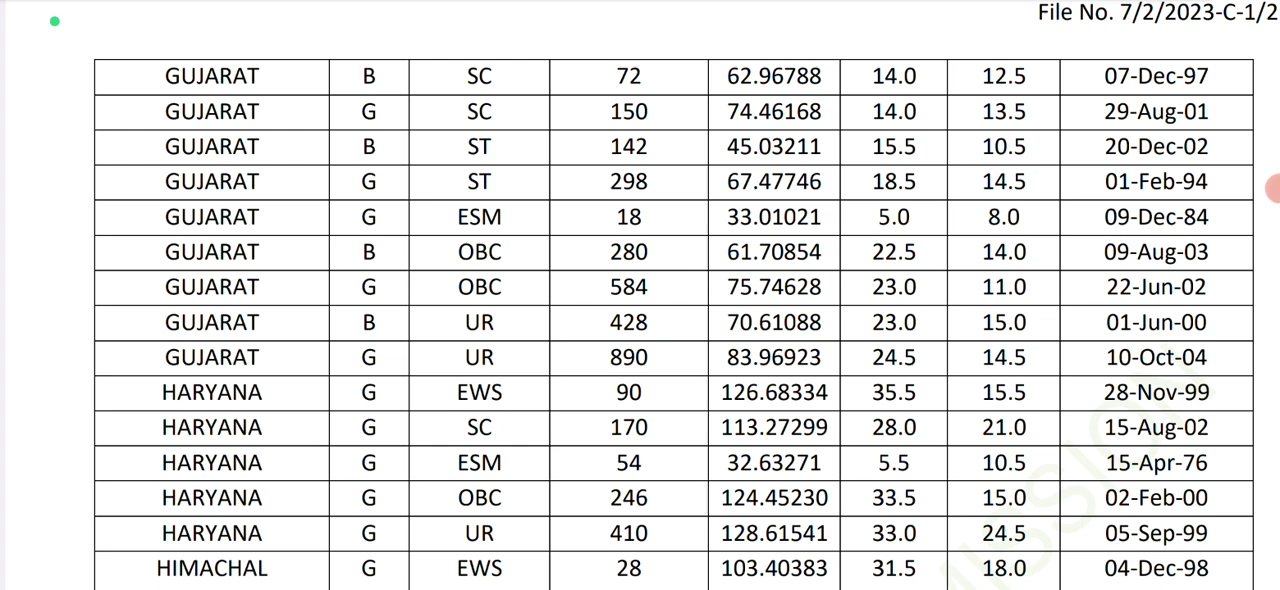 File No. 7/2/2023-C-1/2
GUJARAT B SC 72 62.96788 14.0 12.5 07-Dec-97
GUJARAT G SC 150 74.46168 14.0 13.5 29-Aug-01
GUJARAT B ST 142 45.03211 15.5 10.5 20-Dec-02
GUJARAT G ST 298 67.47746 18.5 14.5 01-Feb-94
GUJARAT G ESM 18 33.01021 5.0 8.0 09-Dec-84
GUJARAT B OBC 280 61.70854 22.5 14.0 09-Aug-03
GUJARAT G OBC 584 75.74628 23.0 11.0 22-Jun-02
GUJARAT B UR 428 70.61088 23.0 15.0 01-Jun-00
GUJARAT G UR 890 83.96923 24.5 14.5 10-Oct-04
HARYANA G EWS 90 126.68334 35.5 15.5 28-Nov-99
HARYANA G SC 170 113.27299 28.0 21.0 15-Aug-02
HARYANA G ESM 54 32.63271 5.5 10.5 15-Apr-76
HARYANA G OBC 246 124.45230 33.5 15.0 02-Feb-00
HARYANA G UR 410 128.61541 33.0 24.5 05-Sep-99
HIMACHAL G EWS 28 103.40383 31.5 18.0 04-Dec-98
MISSION